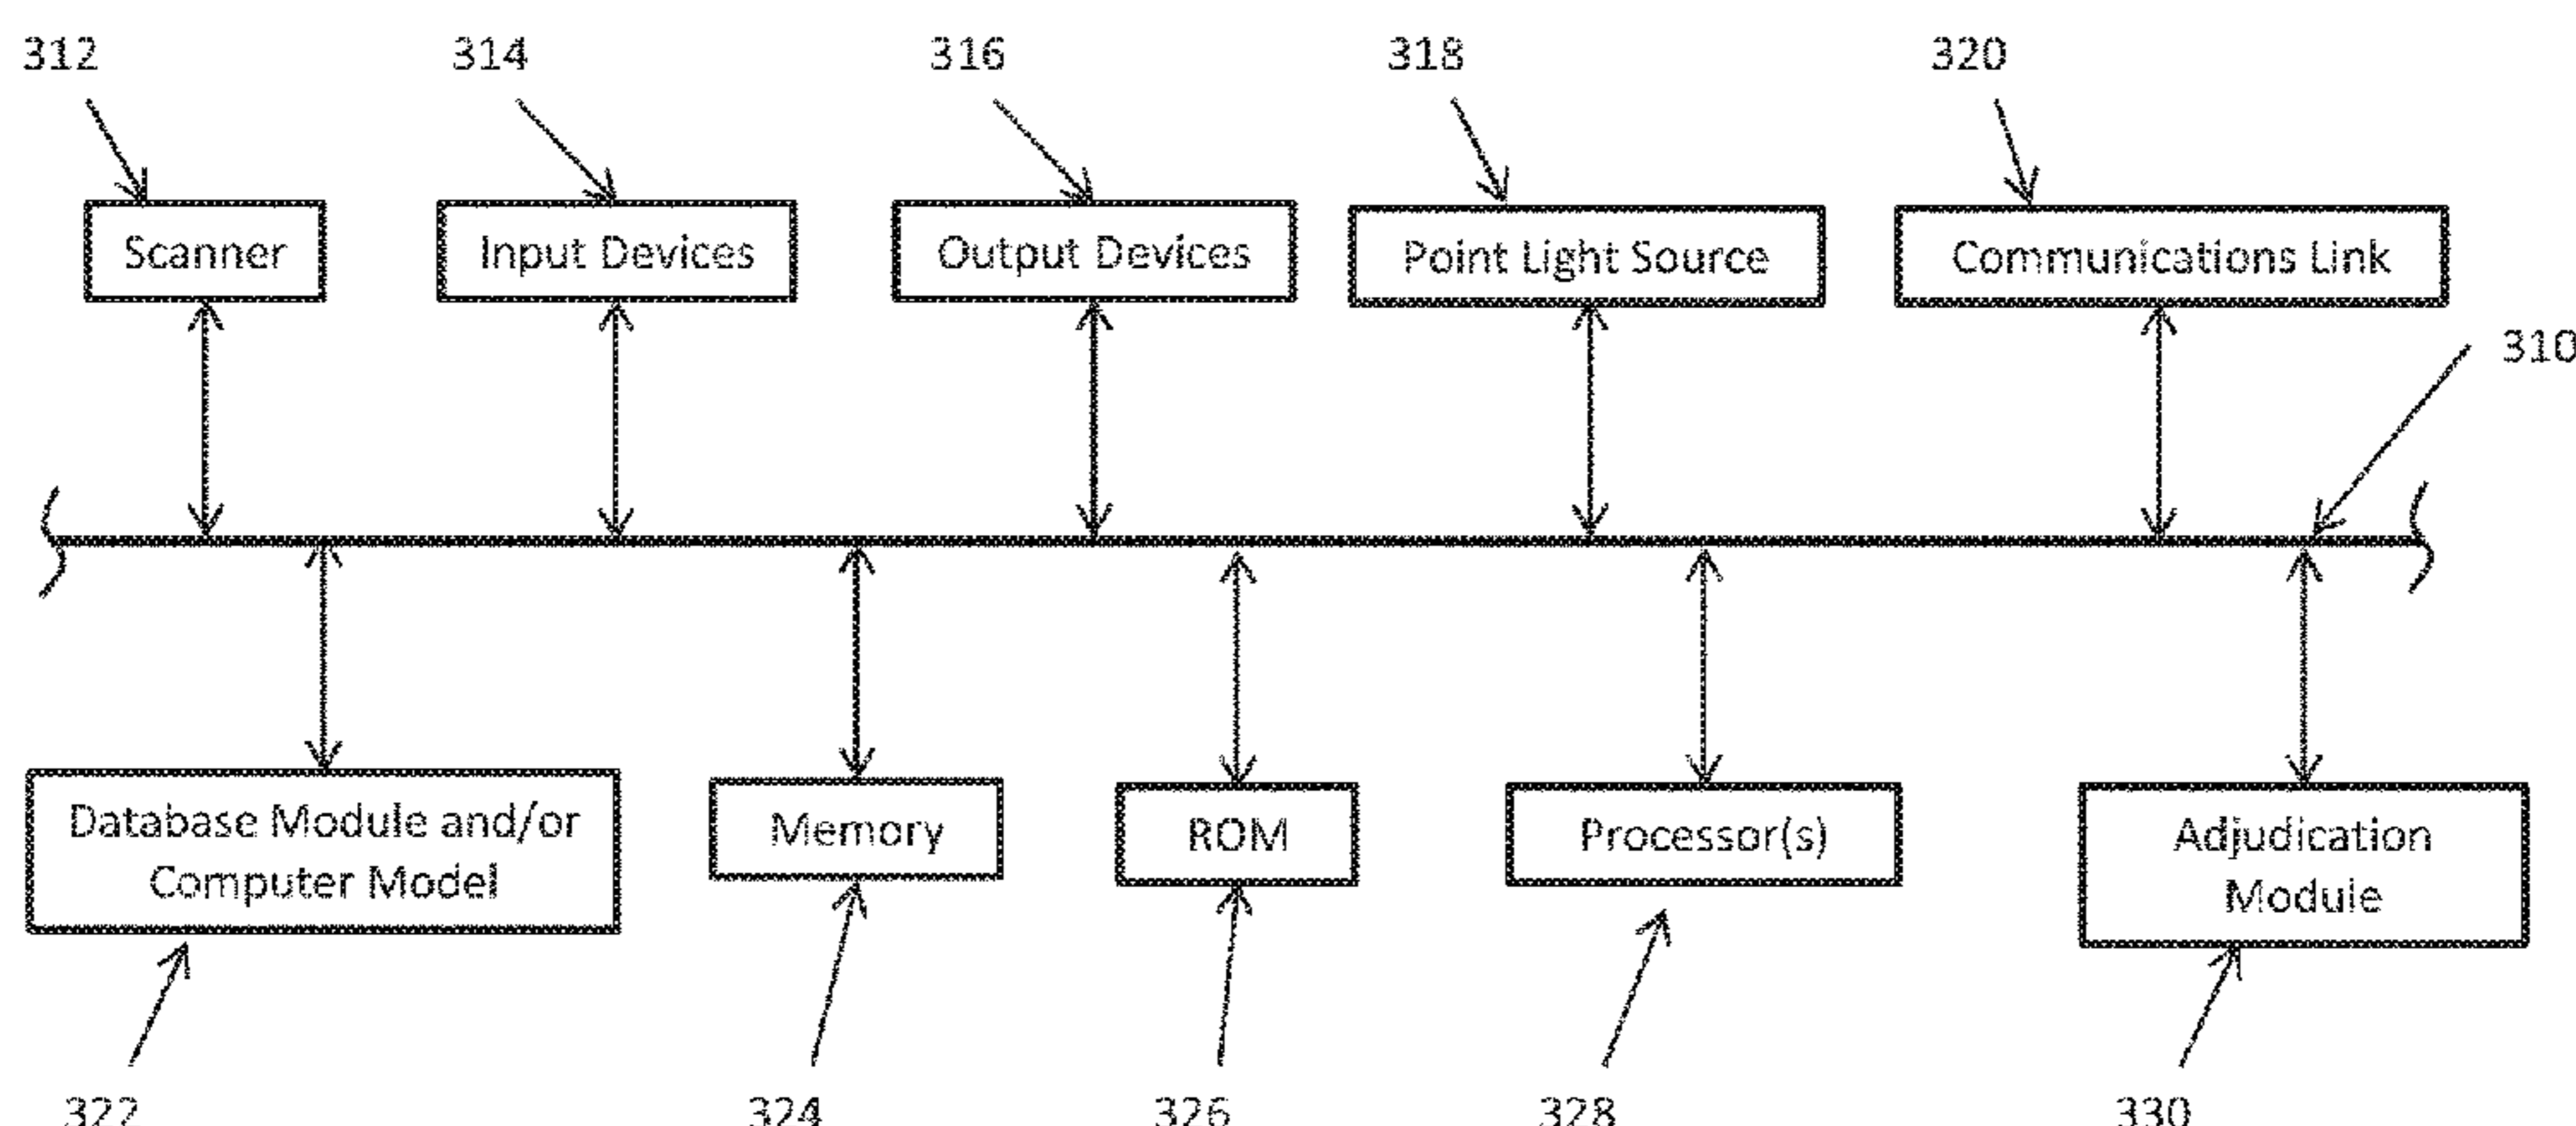 312 314 316 318 320
Scanner Input Devices Output Devices Point Light Source Communications Link
310
Database Module and/or
Computer Model
Memory ROM Processor(s)
Adjudication
Module
322 324 326 328 330